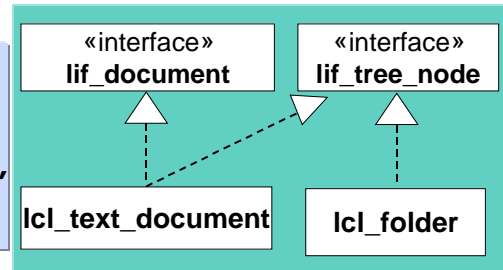 «interface»
lif_document
«interface»
lif_tree_node
,
lcl_text_document
lcl_folder